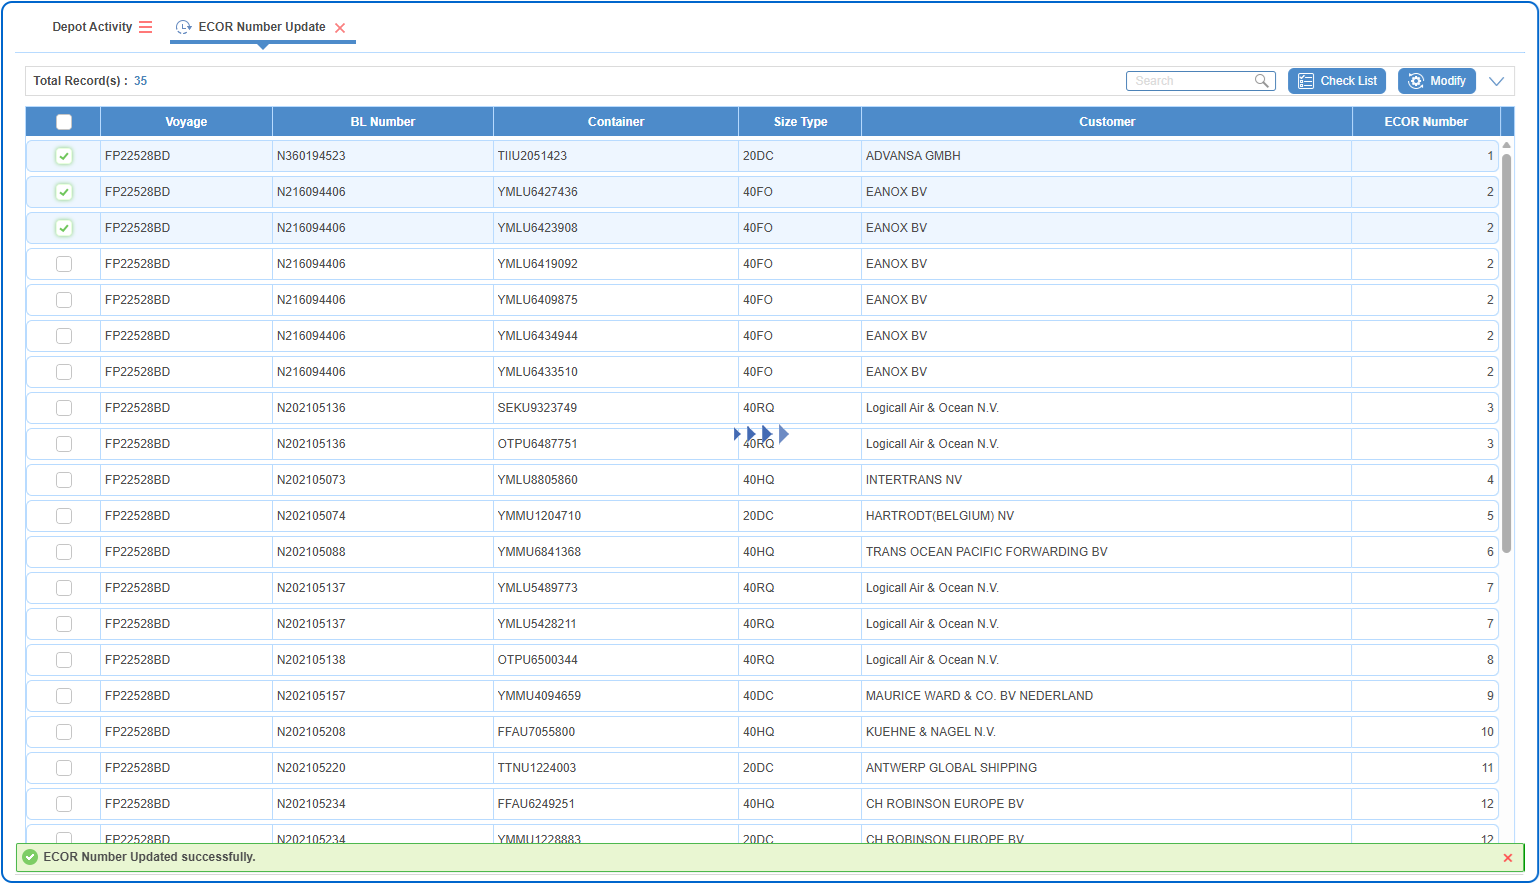 Depot Activity ECOR Number Update
Total Record(s) : 35 Search Check List Modify
Voyage BL Number Container Size Type Customer ECOR Number
FP22528BD N360194523 TIIU2051423 20DC ADVANSA GMBH 1
FP22528BD N216094406 YMLU6427436 40FO EANOX BV 2
FP22528BD N216094406 YMLU6423908 40FO EANOX BV 2
FP22528BD N216094406 YMLU6419092 40FO EANOX BV 2
FP22528BD N216094406 YMLU6409875 40FO EANOX BV 2
FP22528BD N216094406 YMLU6434944 40FO EANOX BV 2
FP22528BD N216094406 YMLU6433510 40FO EANOX BV 2
FP22528BD N202105136 SEKU9323749 40RQ Logicall Air & Ocean N.V. 3
FP22528BD N202105136 OTPU6487751 40RQ Logicall Air & Ocean N.V. 3
FP22528BD N202105073 YMLU8805860 40HQ INTERTRANS NV 4
FP22528BD N202105074 YMMU1204710 20DC HARTRODT(BELGIUM) NV 5
FP22528BD N202105088 YMMU6841368 40HQ TRANS OCEAN PACIFIC FORWARDING BV 6
FP22528BD N202105137 YMLU5489773 40RQ Logicall Air & Ocean N.V. 7
FP22528BD N202105137 YMLU5428211 40RQ Logicall Air & Ocean N.V. 7
FP22528BD N202105138 OTPU6500344 40RQ Logicall Air & Ocean N.V. 8
FP22528BD N202105157 YMMU4094659 40DC MAURICE WARD & CO. BV NEDERLAND 9
FP22528BD N202105208 FFAU7055800 40HQ KUEHNE & NAGEL N.V. 10
FP22528BD N202105220 TTNU1224003 20DC ANTWERP GLOBAL SHIPPING 11
FP22528BD N202105234 FFAU6249251 40HQ CH ROBINSON EUROPE BV 12
FP22528BD N202105234 YMMU1228883 20DC CH ROBINSON EUROPE BV 12
ECOR Number Updated successfully.